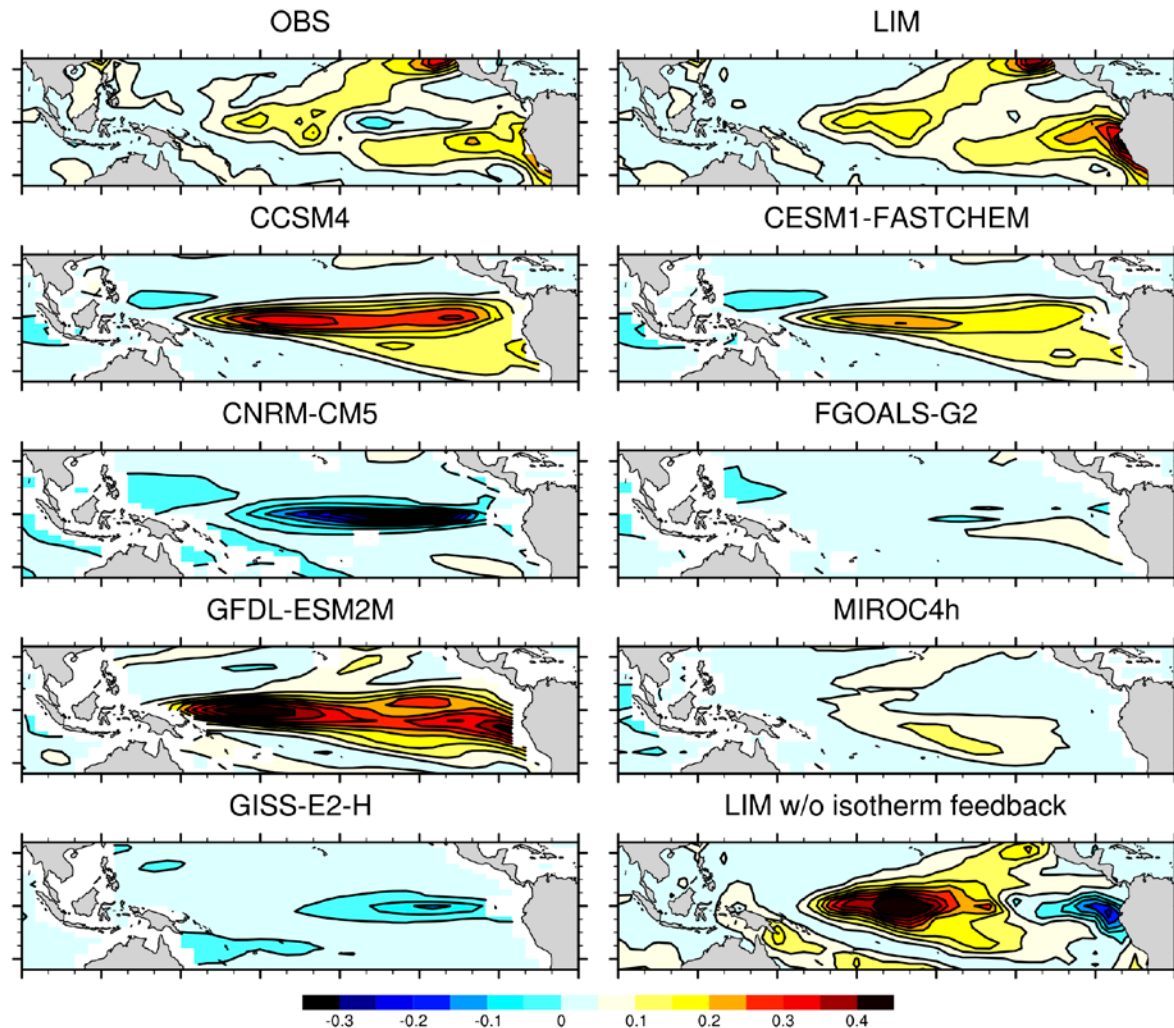 OBS LIM
CCSM4 CESM1-FASTCHEM
CNRM-CM5 FGOALS-G2
GFDL-ESM2M MIROC4h
GISS-E2-H LIM w/o isotherm feedback
-0.3 -0.2 -0.1 0 0.1 0.2 0.3 0.4